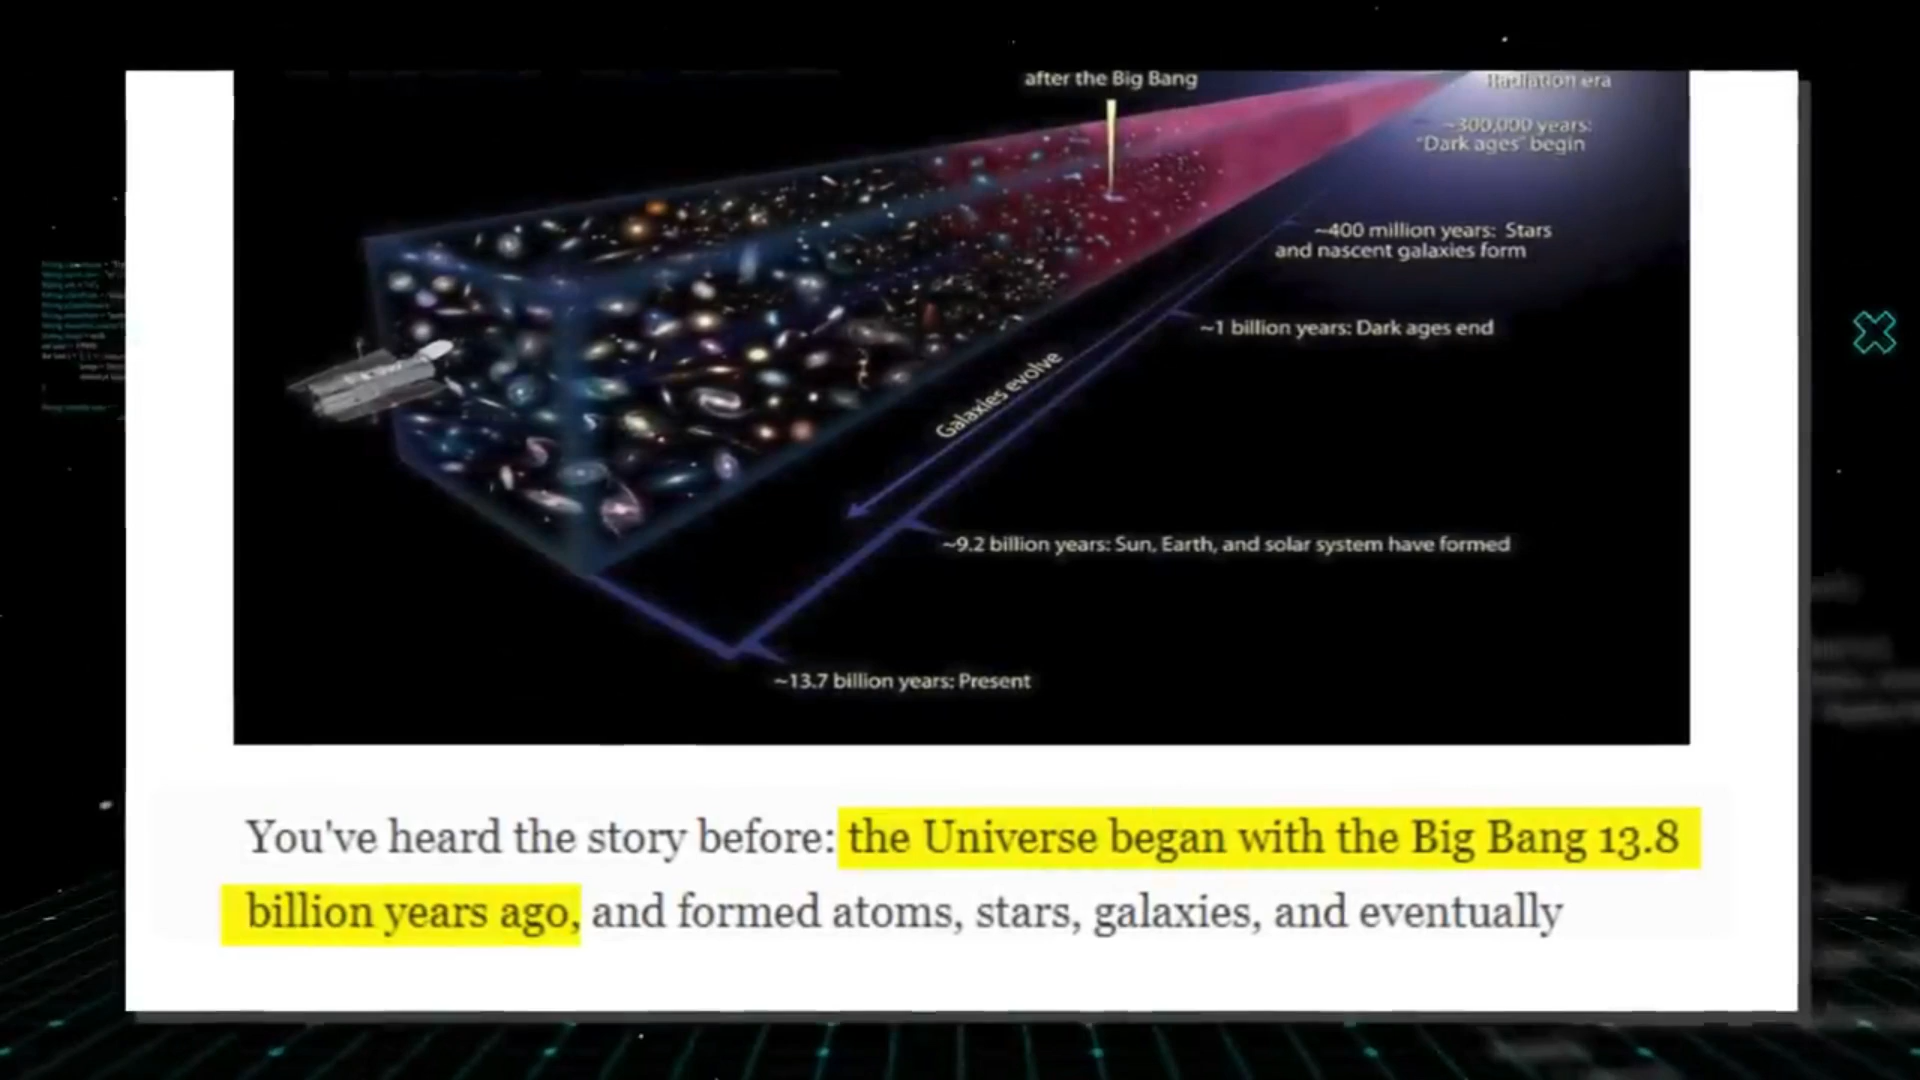 after the Big Bang
Radiation era
~300,000 years:
"Dark ages" begin
~400 million years: Stars
and nascent galaxies form
~1 billion years: Dark ages end
Galaxies evolve
~9.2 billion years: Sun, Earth, and solar system have formed
~13.7 billion years: Present
You've heard the story before: the Universe began with the Big Bang 13.8
billion years ago, and formed atoms, stars, galaxies, and eventually